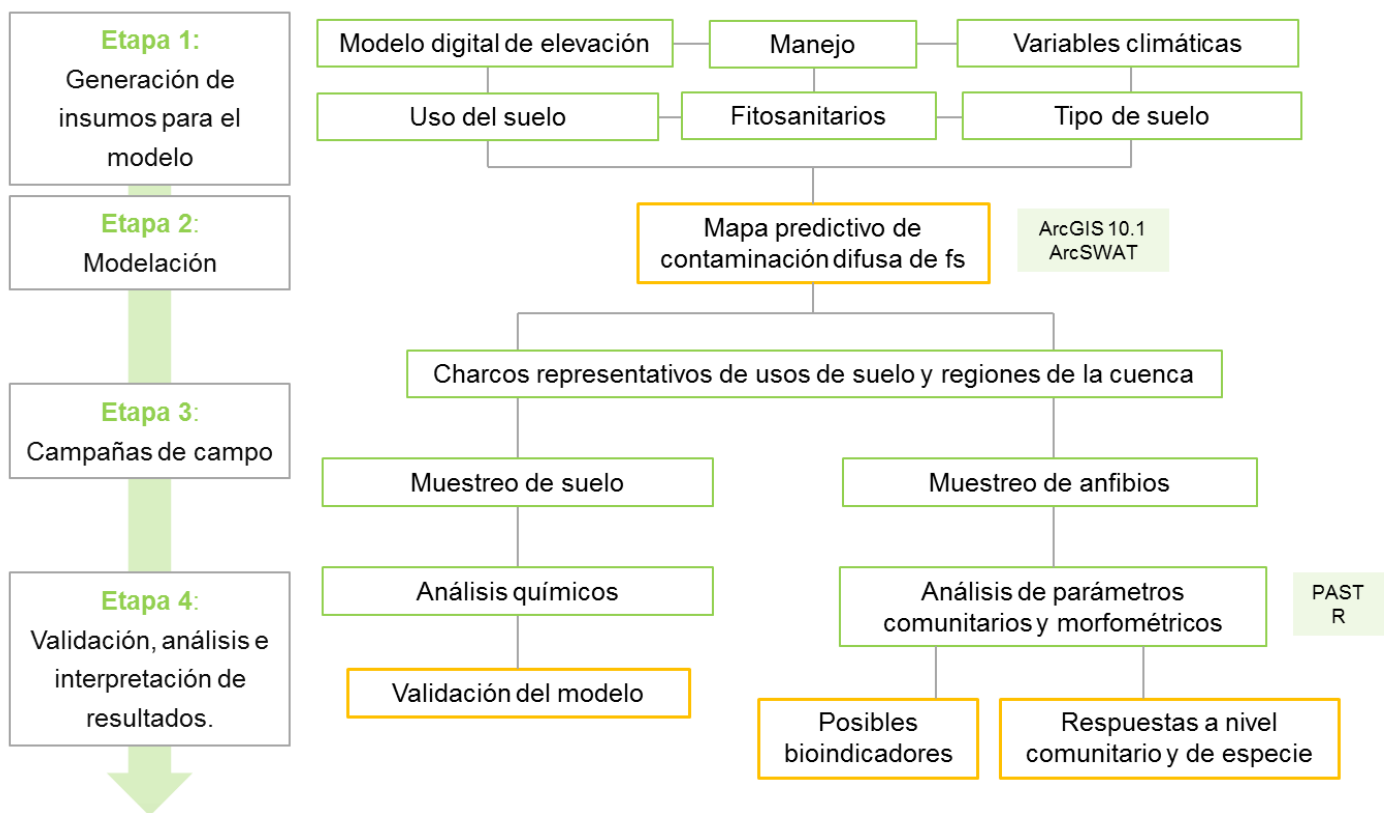 Etapa 1:
Generación de
insumos para el
modelo
Modelo digital de elevación
Manejo
Variables climáticas
Uso del suelo
Fitosanitarios
Tipo de suelo
Etapa 2:
Modelación
Mapa predictivo de
contaminación difusa de fs
ArcGIS 10.1
ArcSWAT
Charcos representativos de usos de suelo y regiones de la cuenca
Etapa 3:
Campañas de campo
Muestreo de suelo
Muestreo de anfibios
Etapa 4:
Validación, análisis e
interpretación de
resultados.
Análisis químicos
Análisis de parámetros
comunitarios y morfométricos
PAST
R
Validación del modelo
Posibles
bioindicadores
Respuestas a nivel
comunitario y de especie